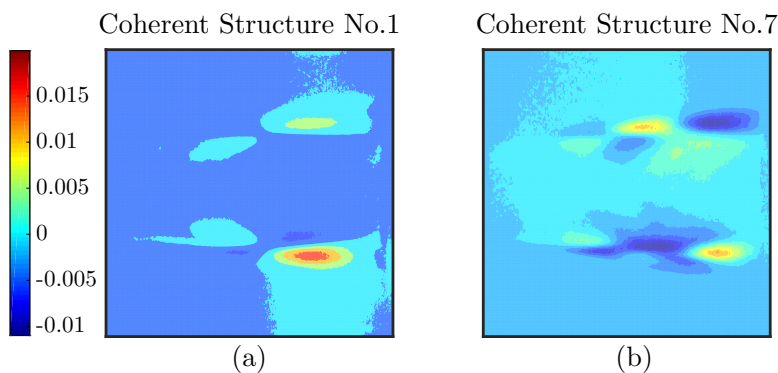 Coherent Structure No.1
Coherent Structure No.7
0.015
0.01
0.005
0
-0.005
-0.01
(a)
(b)